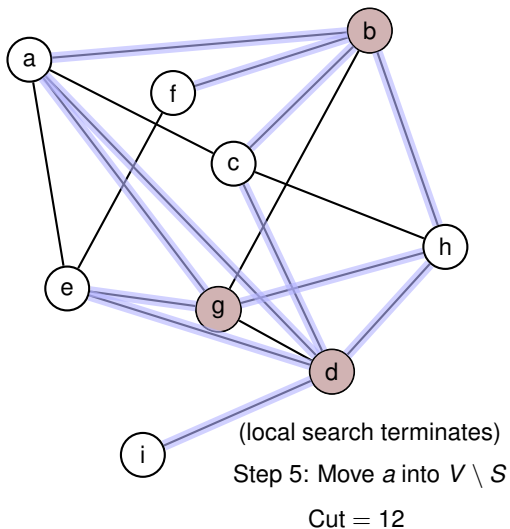 b
a
f
c
h
e
g
d
(local search terminates)
i
Step 5: Move a into V \ S
Cut = 12